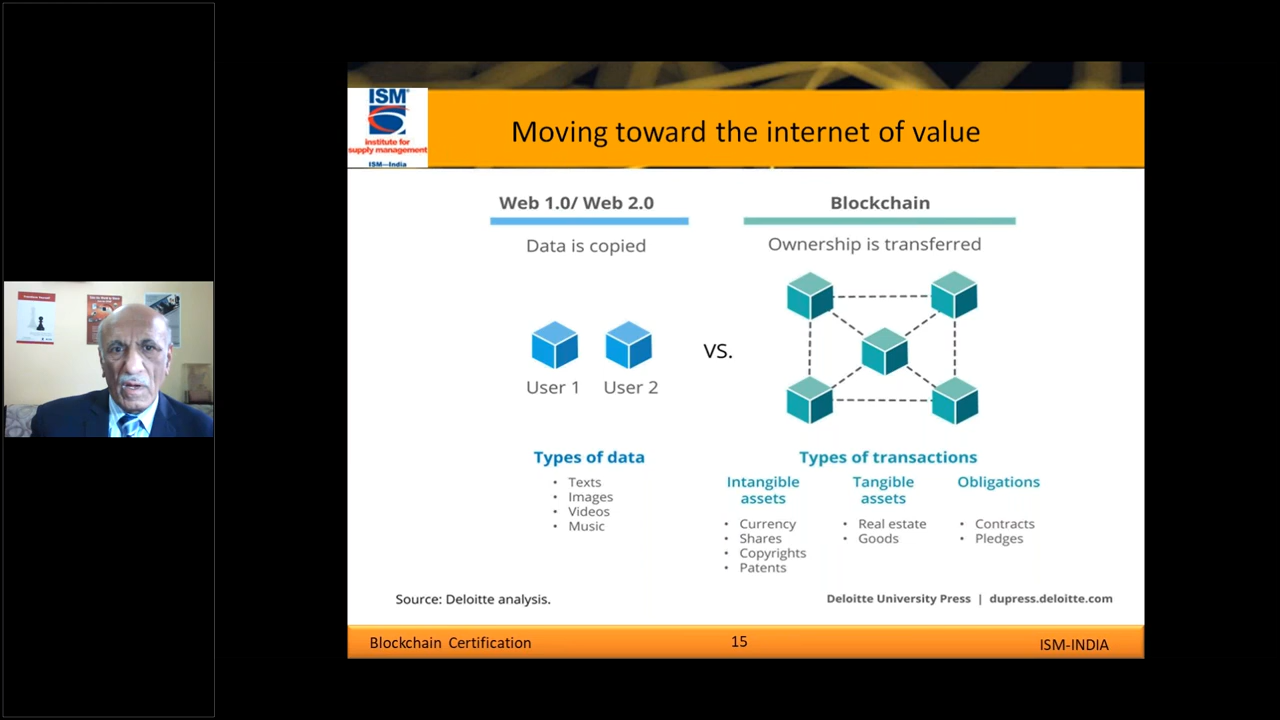 ISM®
institute for
supply management
ISM—India
Moving toward the internet of value
Web 1.0/ Web 2.0
Data is copied
User 1 User 2
Types of data
• Texts
• Images
• Videos
• Music
VS.
Blockchain
Ownership is transferred
Types of transactions
Intangible
assets
• Currency
• Shares
• Copyrights
• Patents
Tangible
assets
• Real estate
• Goods
Obligations
• Contracts
• Pledges
Source: Deloitte analysis.
Deloitte University Press | dupress.deloitte.com
Blockchain Certification
15
ISM-INDIA